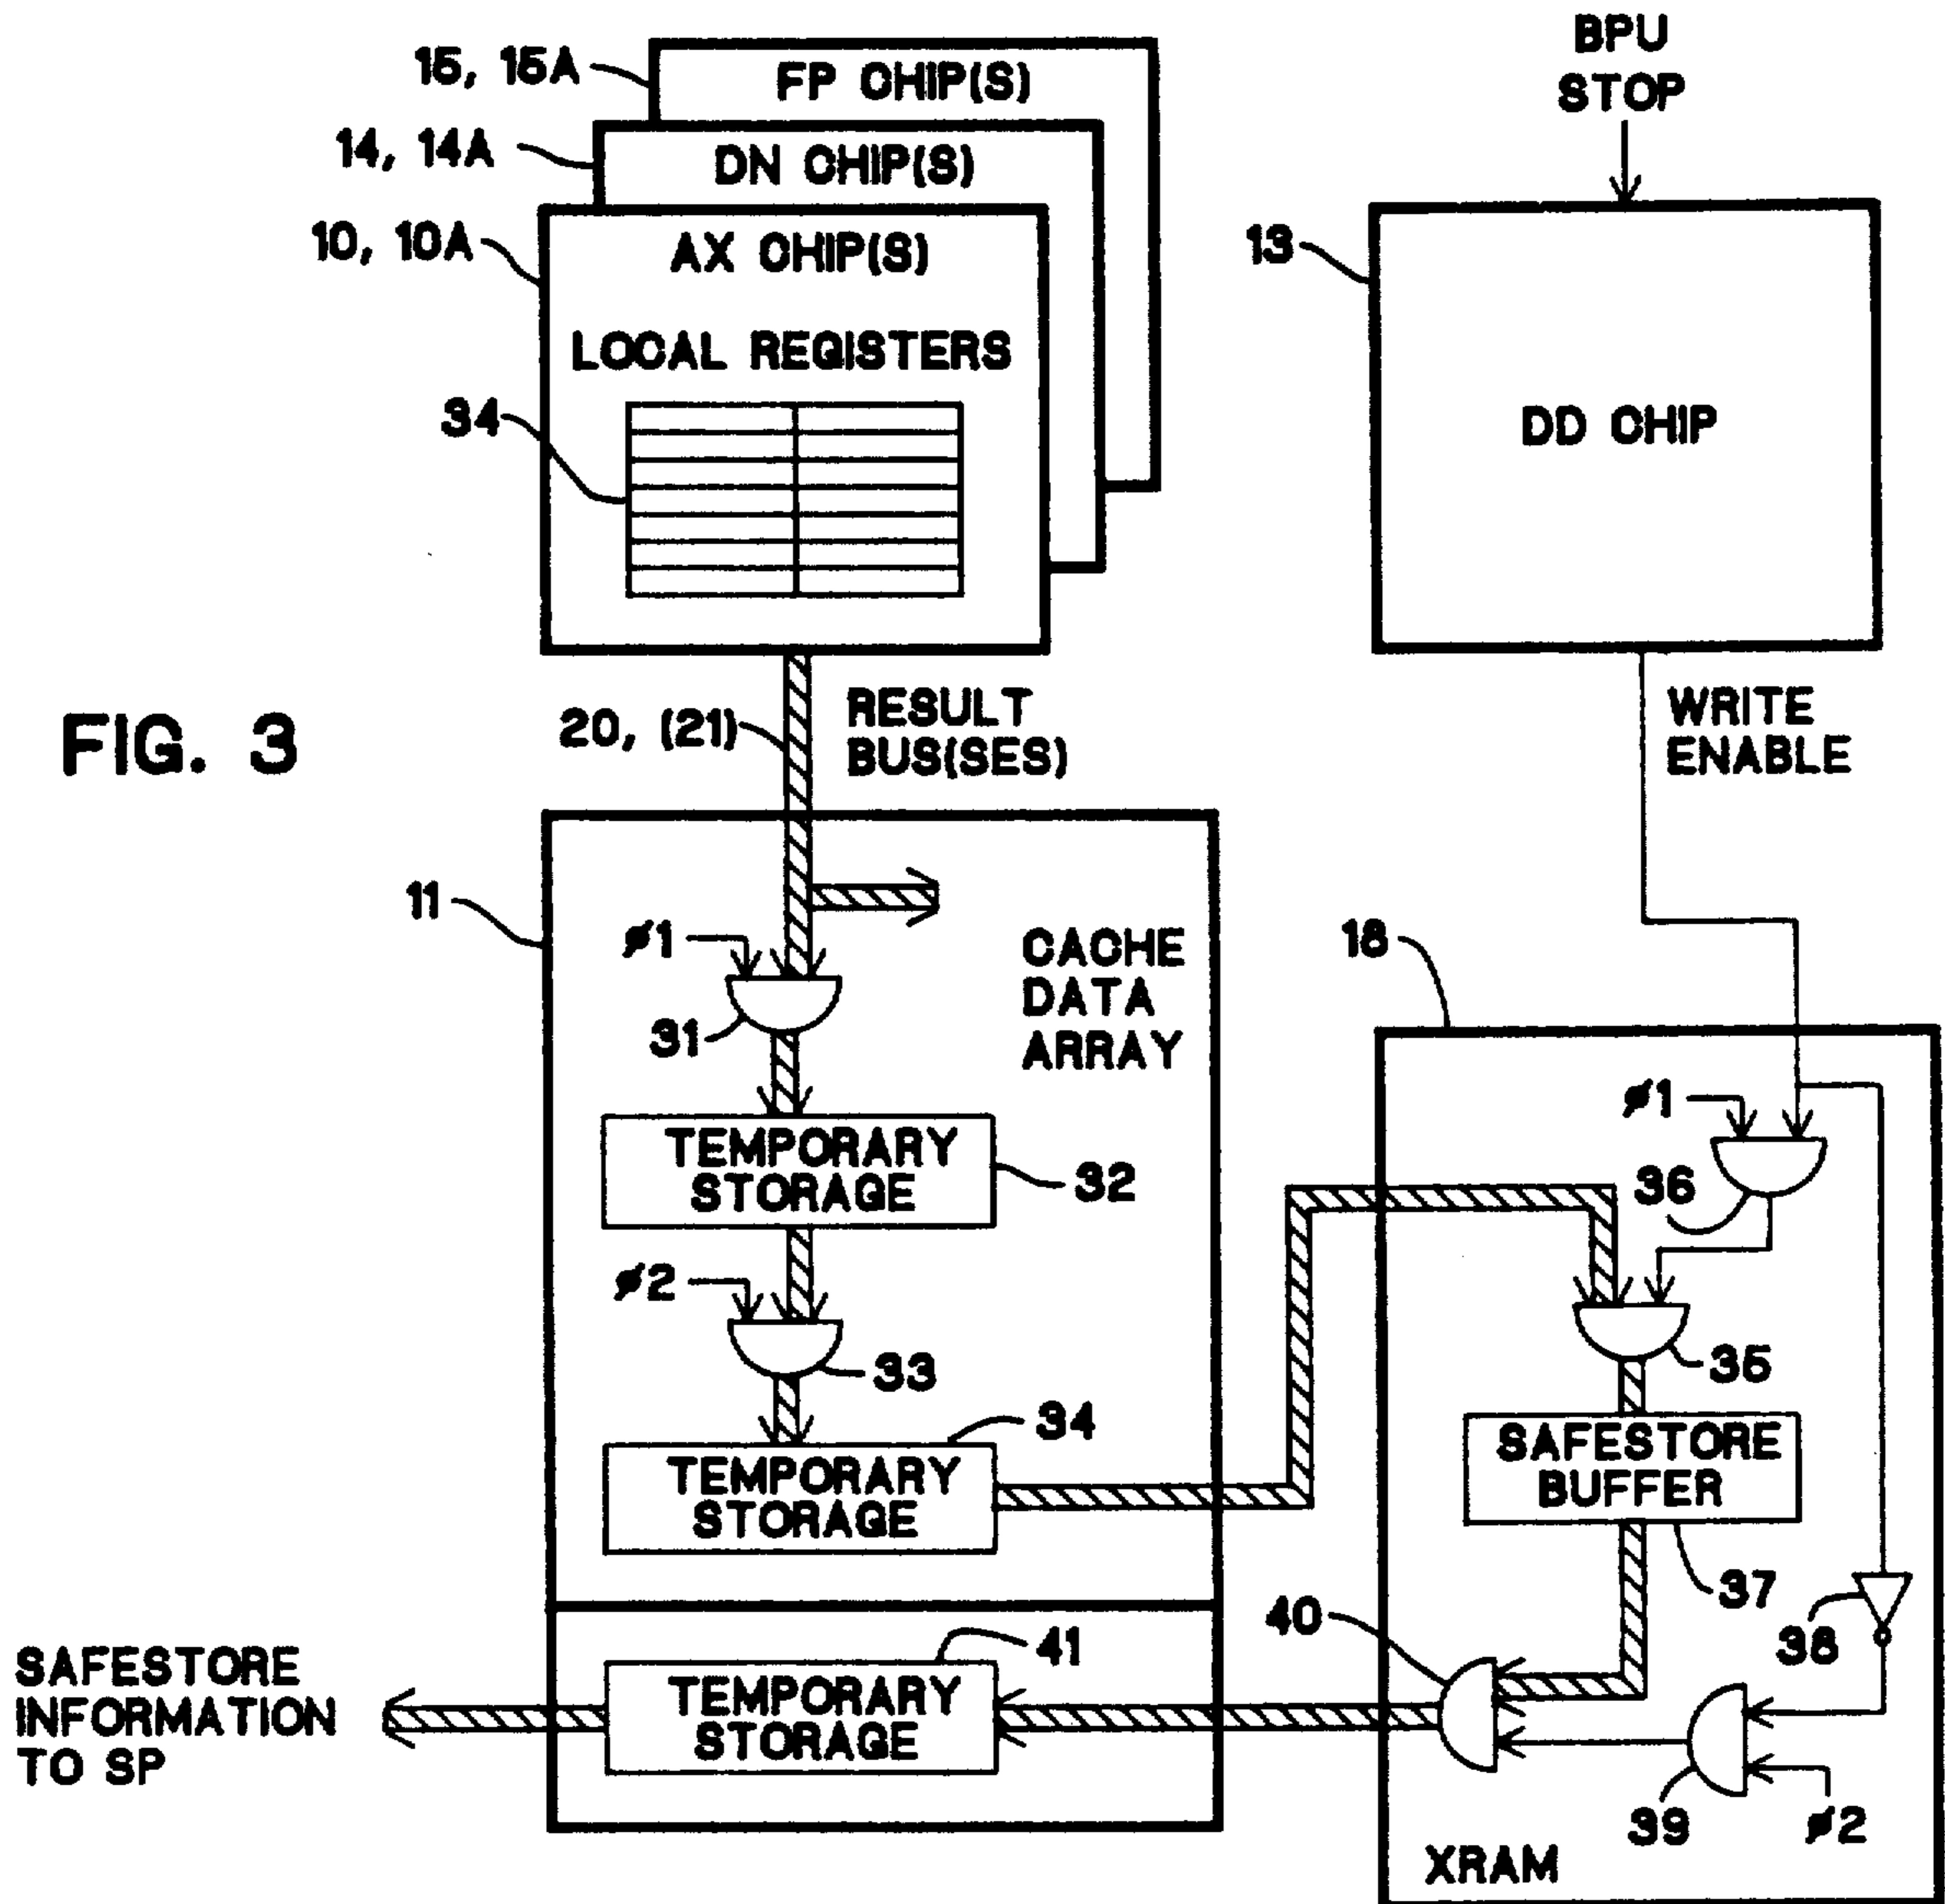 15, 15A
FP CHIP(S)
14, 14A
DN CHIP(S)
10, 10A
AX CHIP(S)
LOCAL REGISTERS
34
BPU
STOP
13
DD CHIP
FIG. 3
20, (21)
RESULT
BUS(SES)
WRITE
ENABLE
11
ø1
31
CACHE
DATA
ARRAY
TEMPORARY
STORAGE
32
ø2
33
34
TEMPORARY
STORAGE
18
ø1
36
35
SAFESTORE
BUFFER
37
38
40
39
ø2
XRAM
41
TEMPORARY
STORAGE
SAFESTORE
INFORMATION
TO SP